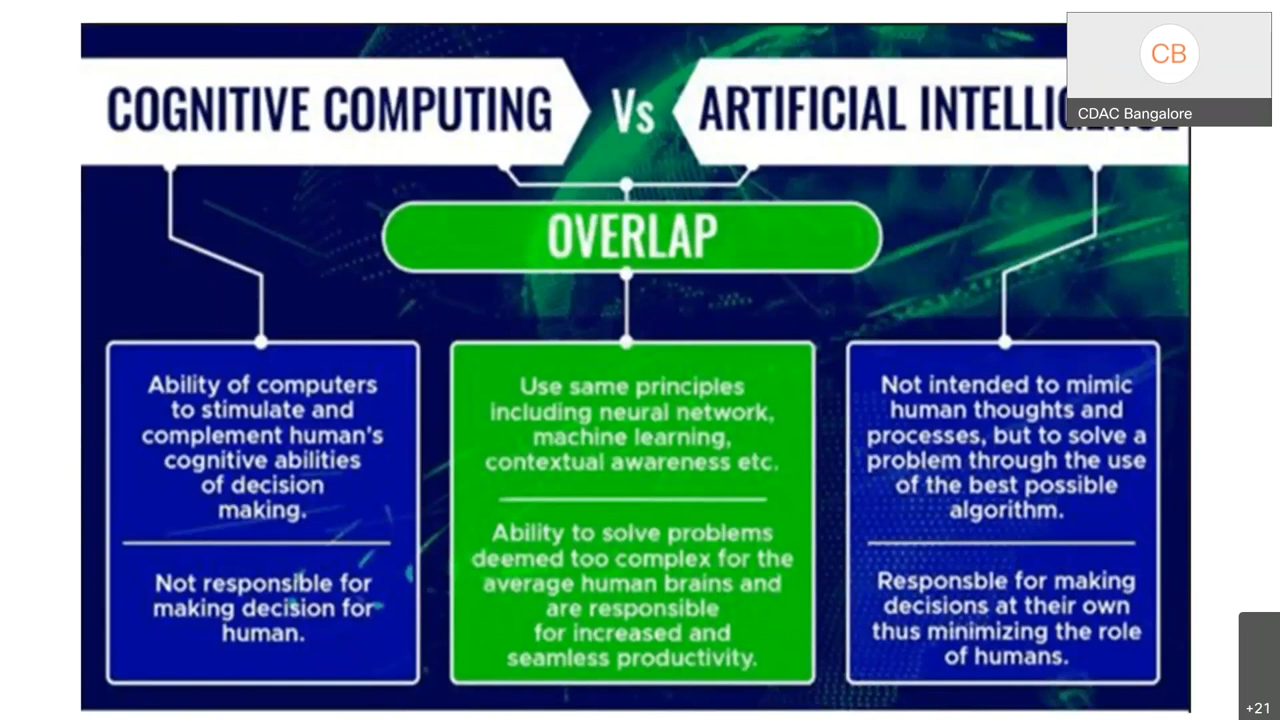 COGNITIVE COMPUTING
Vs
ARTIFICIAL
OVERLAP
Ability of computers
to stimulate and
complement human's
cognitive abilities
of decision
making.
Not responsible for
making decision for
human.
Use same principles
including neural network,
machine learning,
contextual awareness etc.
Ability to solve problems
deemed too complex for the
average human brains and
are responsible
for increased and
seamless productivity.
Not intended to mimic
human thoughts and
processes, but to solve a
problem through the use
of the best possible
algorithm.
Responsble for making
decisions at their own
thus minimizing the role
of humans.
CB
CDAC Bangalore
+21